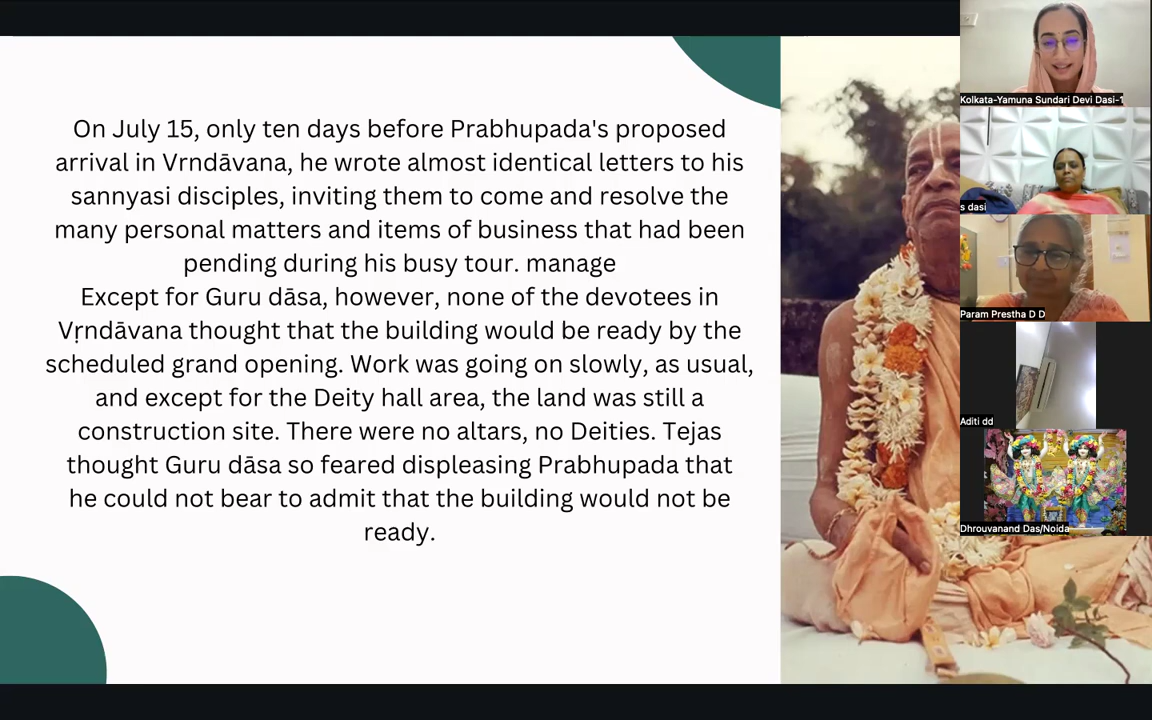 On July 15, only ten days before Prabhupada's proposed
arrival in Vrndāvana, he wrote almost identical letters to his
sannyasi disciples, inviting them to come and resolve the
many personal matters and items of business that had been
pending during his busy tour. manage
Except for Guru dāsa, however, none of the devotees in
Vṛndāvana thought that the building would be ready by the
scheduled grand opening. Work was going on slowly, as usual,
and except for the Deity hall area, the land was still a
construction site. There were no altars, no Deities. Tejas
thought Guru dāsa so feared displeasing Prabhupada that
he could not bear to admit that the building would not be
ready.
Kolkata-Yamuna Sundari Devi Dasi-1
s dasi
Param Prestha D D
Aditi dd
Dhrouvanand Das/Noida